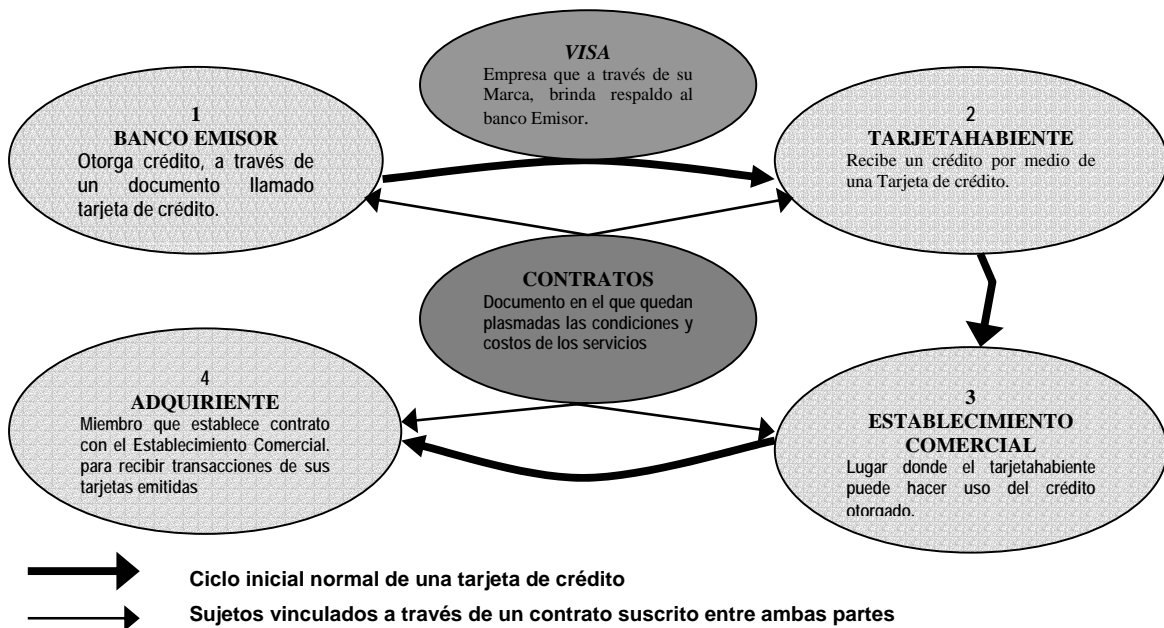 VISA
Empresa que a través de su
Marca, brinda respaldo al
banco Emisor.
1
BANCO EMISOR
Otorga crédito, a través de
un documento llamado
tarjeta de crédito.
2
TARJETAHABIENTE
Recibe un crédito por medio de
una Tarjeta de crédito.
CONTRATOS
Documento en el que quedan
plasmadas las condiciones y
costos de los servicios
4
ADQUIRIENTE
Miembro que establece contrato
con el Establecimiento Comercial.
para recibir transacciones de sus
tarjetas emitidas
3
ESTABLECIMIENTO
COMERCIAL
Lugar donde el tarjetahabiente
puede hacer uso del crédito
otorgado.
Ciclo inicial normal de una tarjeta de crédito
Sujetos vinculados a través de un contrato suscrito entre ambas partes